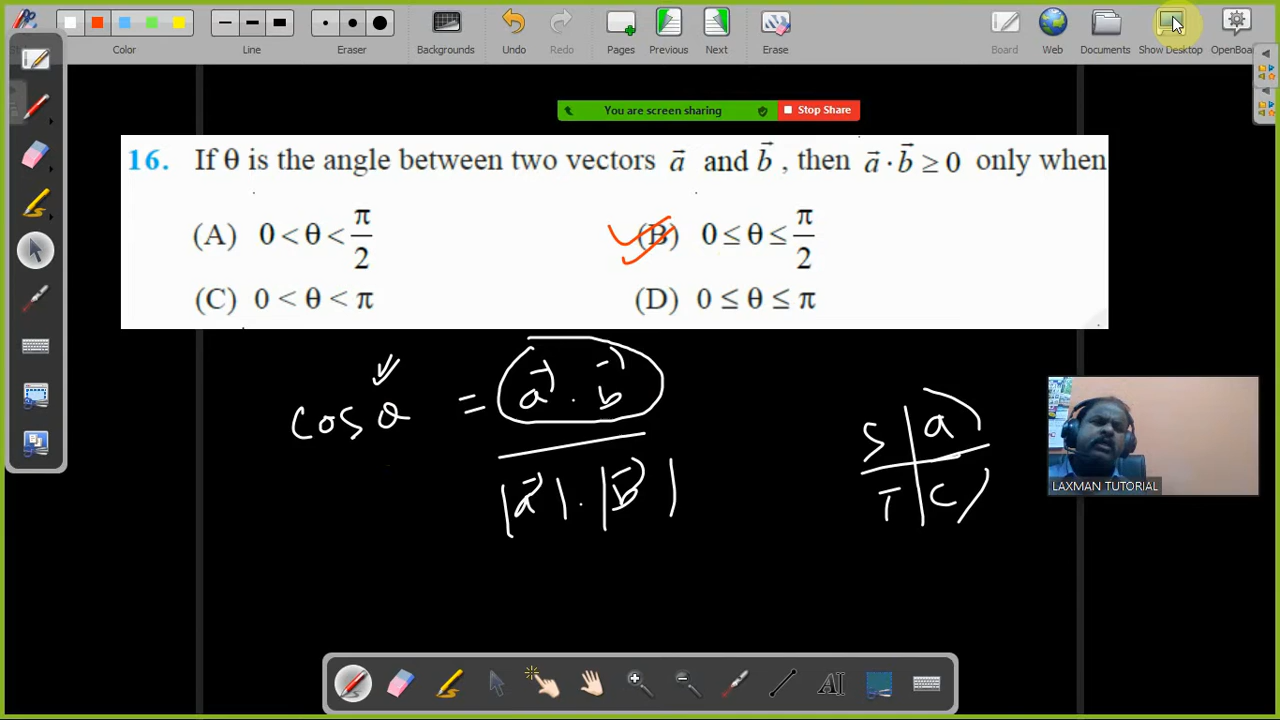 Color Line Eraser Backgrounds Undo Redo Pages Previous Next Erase Board Web Documents Show Desktop OpenBoa
You are screen sharing Stop Share
16. If θ is the angle between two vectors a⃗ and b⃗, then a⃗ · b⃗ ≥ 0 only when
(A) 0 < θ < π/2 (B) 0 ≤ θ ≤ π/2
(C) 0 < θ < π (D) 0 ≤ θ ≤ π
cos θ = a⃗ . b⃗ / |a⃗| . |b⃗|
S a
T C
LAXMAN TUTORIAL